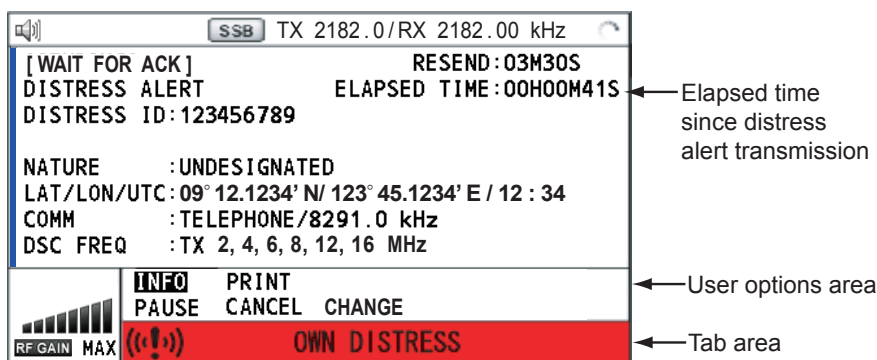 SSB TX 2182.0/RX 2182.00 kHz
[WAIT FOR ACK] RESEND:03M30S
DISTRESS ALERT ELAPSED TIME:00H00M41S
DISTRESS ID:123456789
Elapsed time
since distress
alert transmission
NATURE :UNDESIGNATED
LAT/LON/UTC:09° 12.1234' N/ 123° 45.1234' E / 12 : 34
COMM :TELEPHONE/8291.0 kHz
DSC FREQ :TX 2, 4, 6, 8, 12, 16 MHz
INFO PRINT
PAUSE CANCEL CHANGE
User options area
RF GAIN MAX
OWN DISTRESS
Tab area